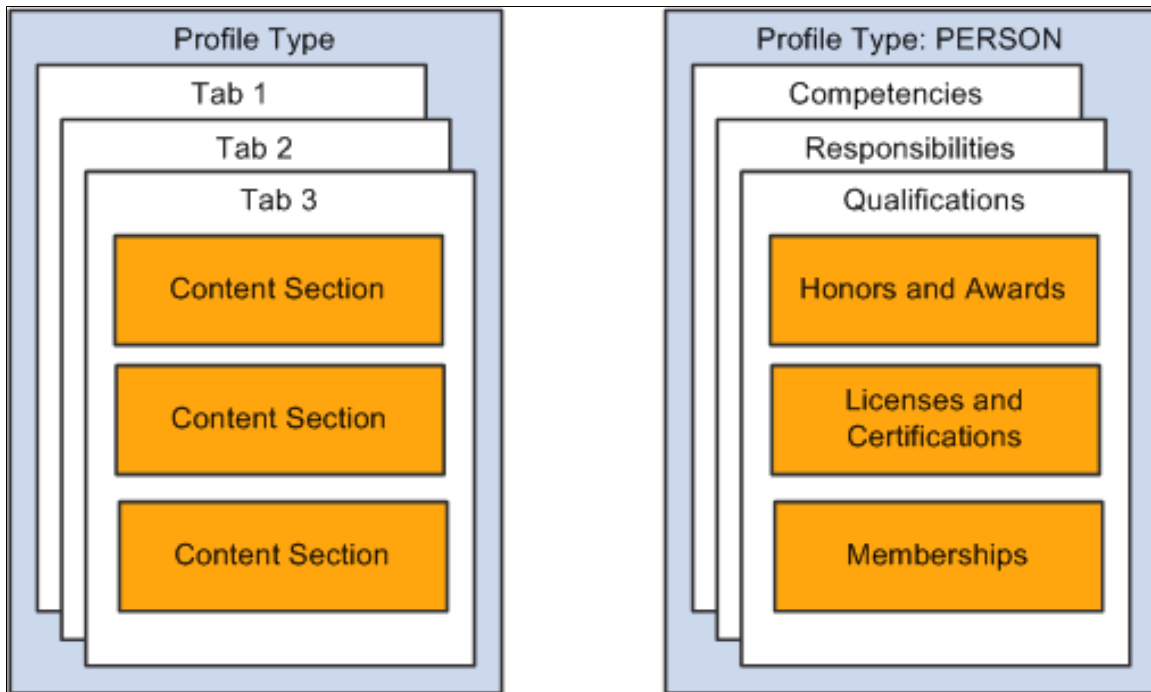 Profile Type
Tab 1
Tab 2
Tab 3
Content Section
Content Section
Content Section
Profile Type: PERSON
Competencies
Responsibilities
Qualifications
Honors and Awards
Licenses and
Certifications
Memberships